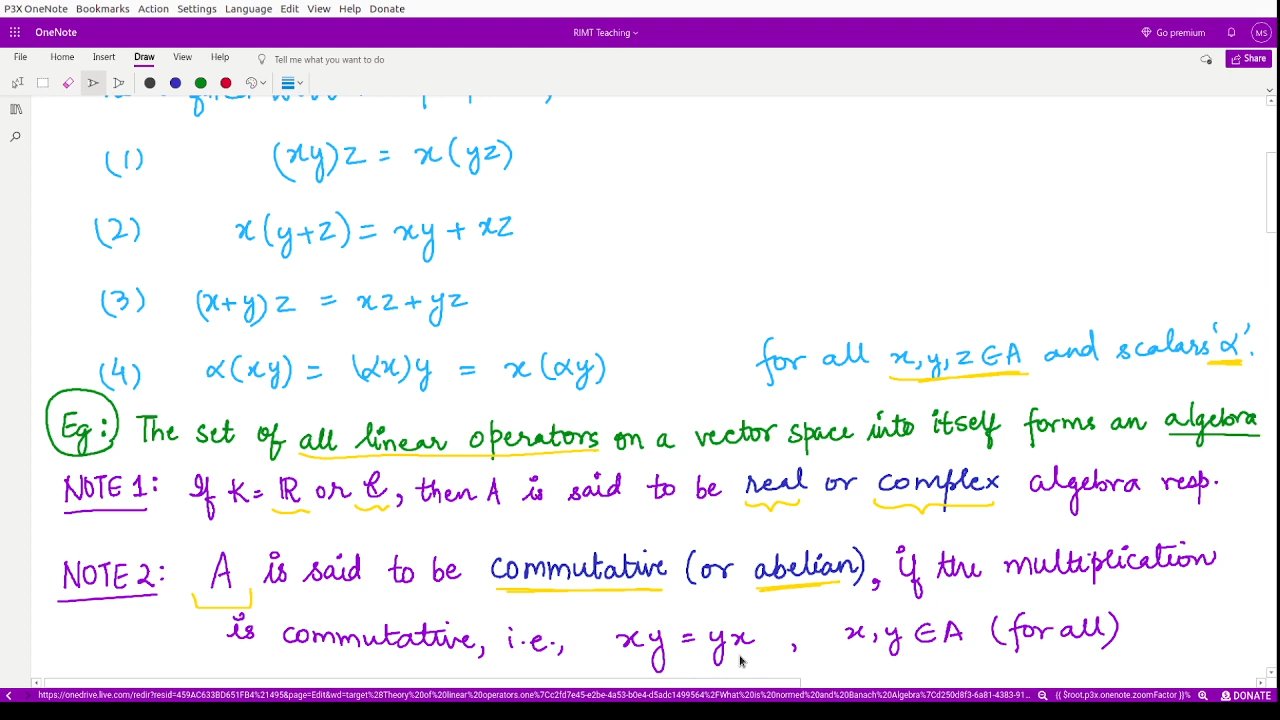 P3X OneNote Bookmarks Action Settings Language Edit View Help Donate
OneNote
RIMT Teaching
Go premium
MS
File Home Insert Draw View Help Tell me what you want to do
Share
(1) (xy)z = x(yz)
(2) x(y+z) = xy + xz
(3) (x+y)z = xz + yz
(4) α(xy) = (αx)y = x(αy) for all x, y, z ∈ A and scalars 'α'.
Eg: The set of all linear operators on a vector space into itself forms an algebra
NOTE 1: If K = ℝ or ℂ, then A is said to be real or complex algebra resp.
NOTE 2: A is said to be commutative (or abelian), if the multiplication
is commutative, i.e., xy = yx, x, y ∈ A (for all)
{{ $root.p3x.onenote.zoomFactor }}% DONATE